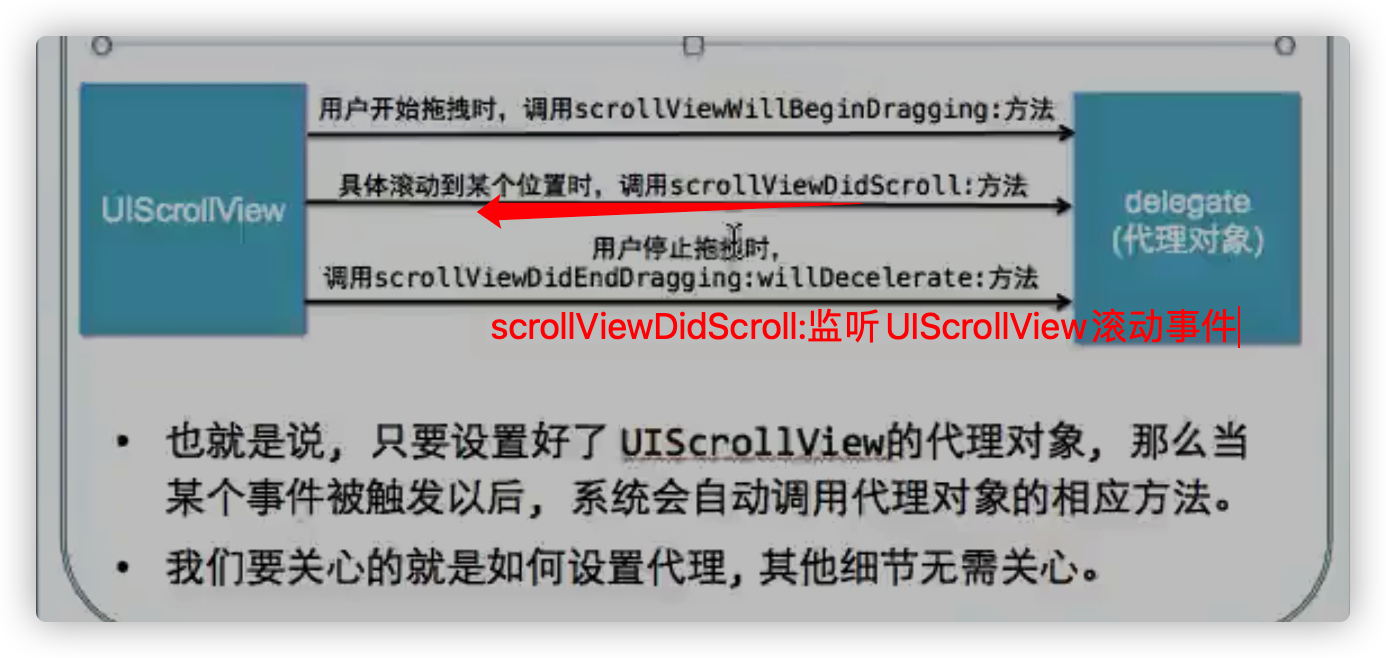 用户开始拖拽时，调用scrollViewWillBeginDragging:方法
具体滚动到某个位置时，调用scrollViewDidScroll:方法
UIScrollView
delegate
(代理对象)
用户停止拖拽时，
调用scrollViewDidEndDragging:willDecelerate:方法
scrollViewDidScroll:监听UIScrollView滚动事件
• 也就是说，只要设置好了UIScrollView的代理对象，那么当
某个事件被触发以后，系统会自动调用代理对象的相应方法。
• 我们要关心的就是如何设置代理,其他细节无需关心。